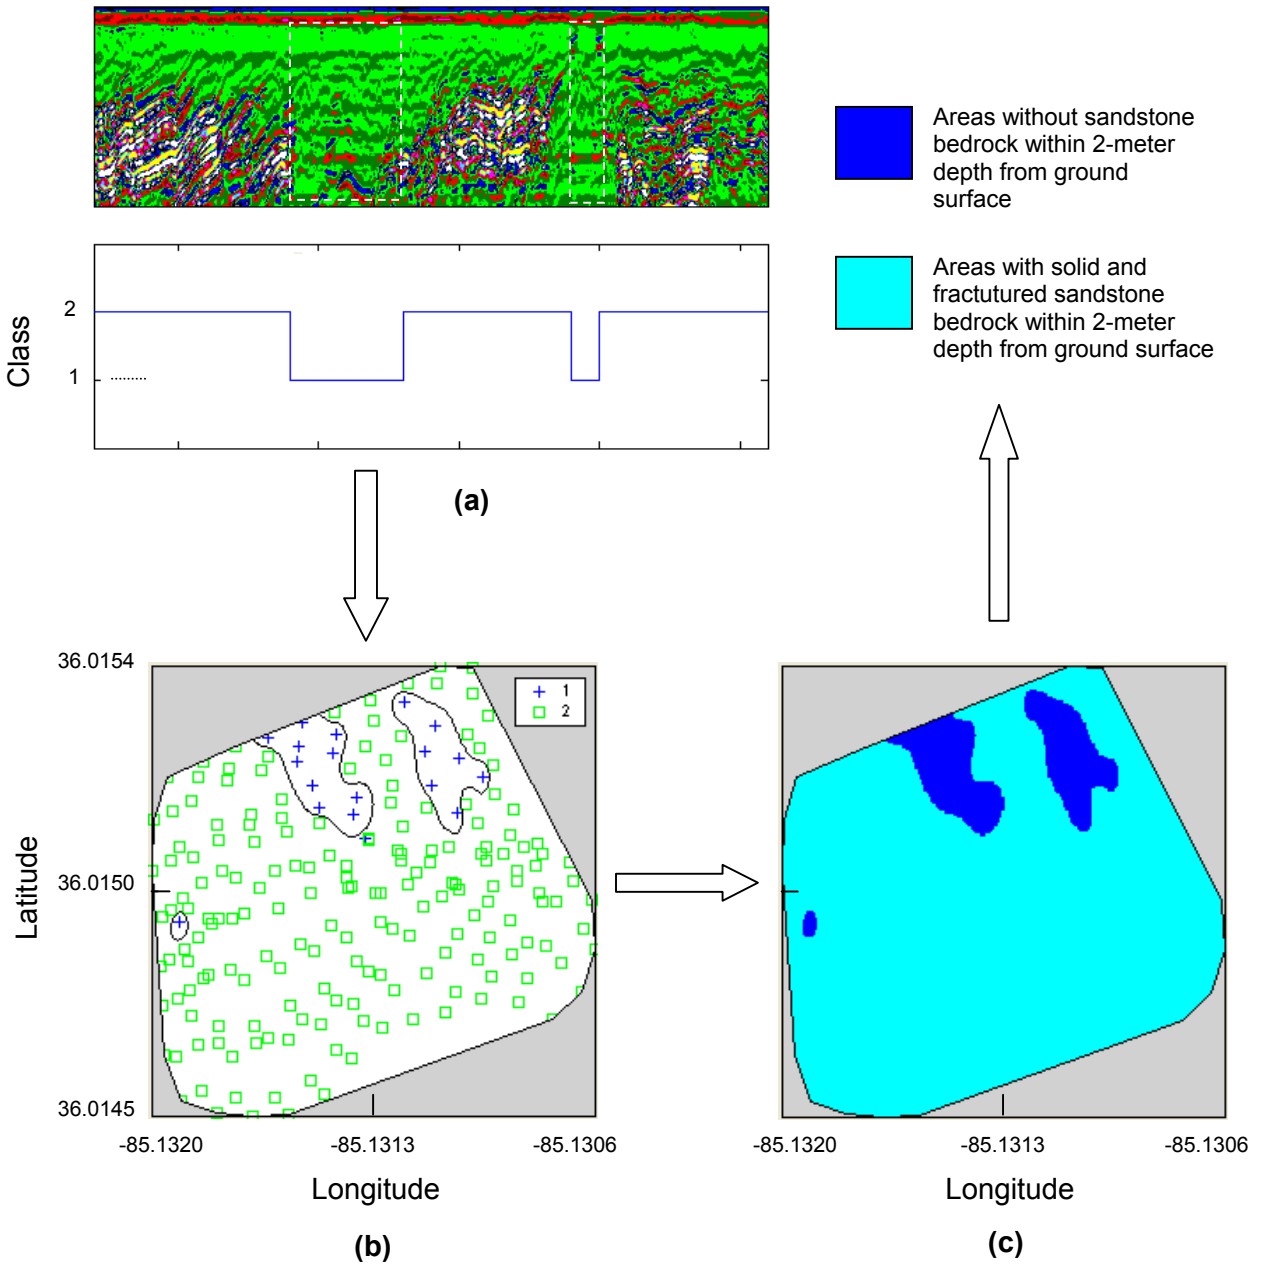 Areas without sandstone
bedrock within 2-meter
depth from ground
surface
Areas with solid and
fractutured sandstone
bedrock within 2-meter
depth from ground surface
Class
2
1
(a)
36.0154
36.0150
36.0145
Latitude
1
2
-85.1320
-85.1313
-85.1306
Longitude
(b)
-85.1320
-85.1313
-85.1306
Longitude
(c)